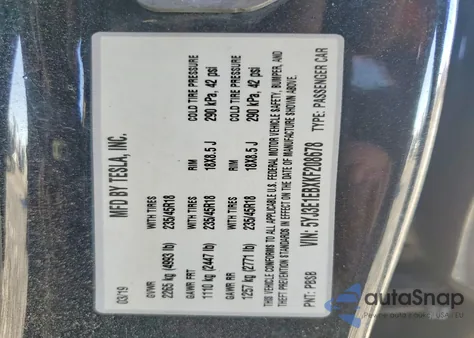 MFD BY TESLA, INC.
03/19
GVWR
2265 kg (4993 lb)
WITH TIRES
235/45R18
RIM
18X8.5 J
COLD TIRE PRESSURE
290 kPa, 42 psi
GAWR FRT
1110 kg (2447 lb)
WITH TIRES
235/45R18
RIM
18X8.5 J
COLD TIRE PRESSURE
290 kPa, 42 psi
GAWR RR
1257 kg (2771 lb)
WITH TIRES
235/45R18
THIS VEHICLE CONFORMS TO ALL APPLICABLE U.S. FEDERAL MOTOR VEHICLE SAFETY, BUMPER, AND
THEFT PREVENTION STANDARDS IN EFFECT ON THE DATE OF MANUFACTURE SHOWN ABOVE.
VIN: 5YJ3E1EBXKF208678
TYPE: PASSENGER CAR
PNT: PBSB
autoSnap